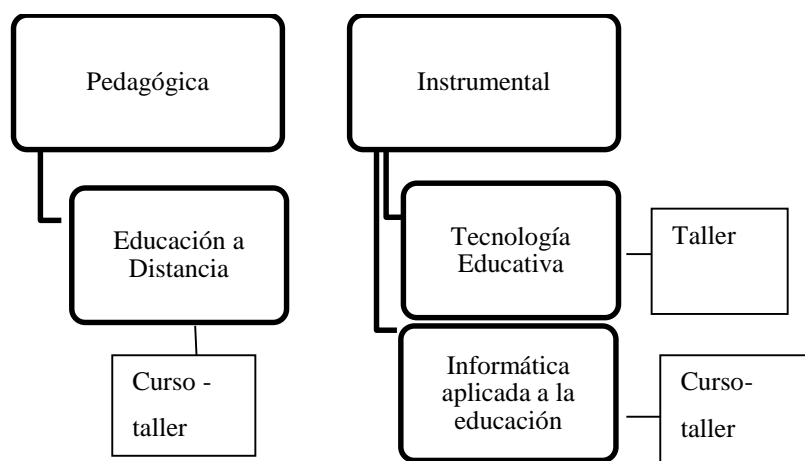 Pedagógica
Educación a
Distancia
Curso -
taller
Instrumental
Tecnología
Educativa
Taller
Informática
aplicada a la
educación
Curso-
taller